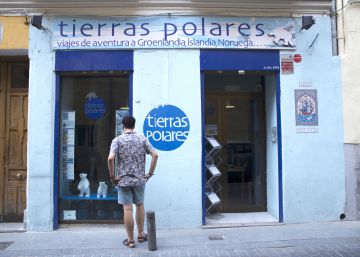 tierras polares
viajes de aventura a Groenlandia, Islandia, Noruega...
tierras
polares
tierras
POLARES